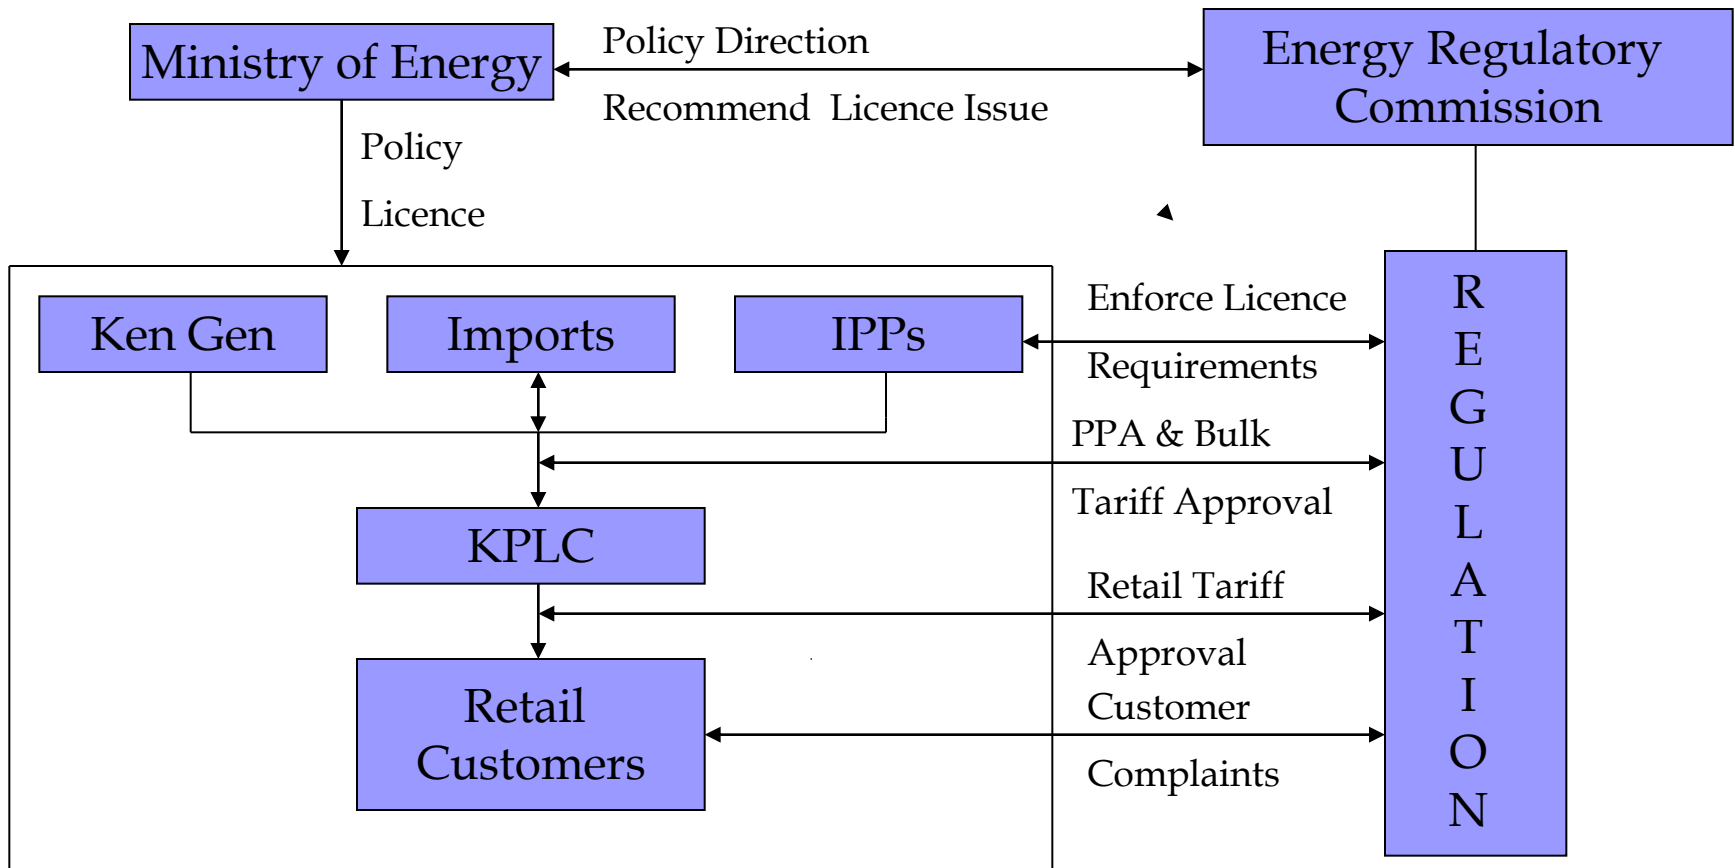 Ministry of Energy
Policy Direction
Recommend Licence Issue
Energy Regulatory
Commission
Policy
Licence
Ken Gen
Imports
IPPs
Enforce Licence
Requirements
PPA & Bulk
Tariff Approval
KPLC
Retail Tariff
Approval
Retail
Customers
Customer
Complaints
R
E
G
U
L
A
T
I
O
N